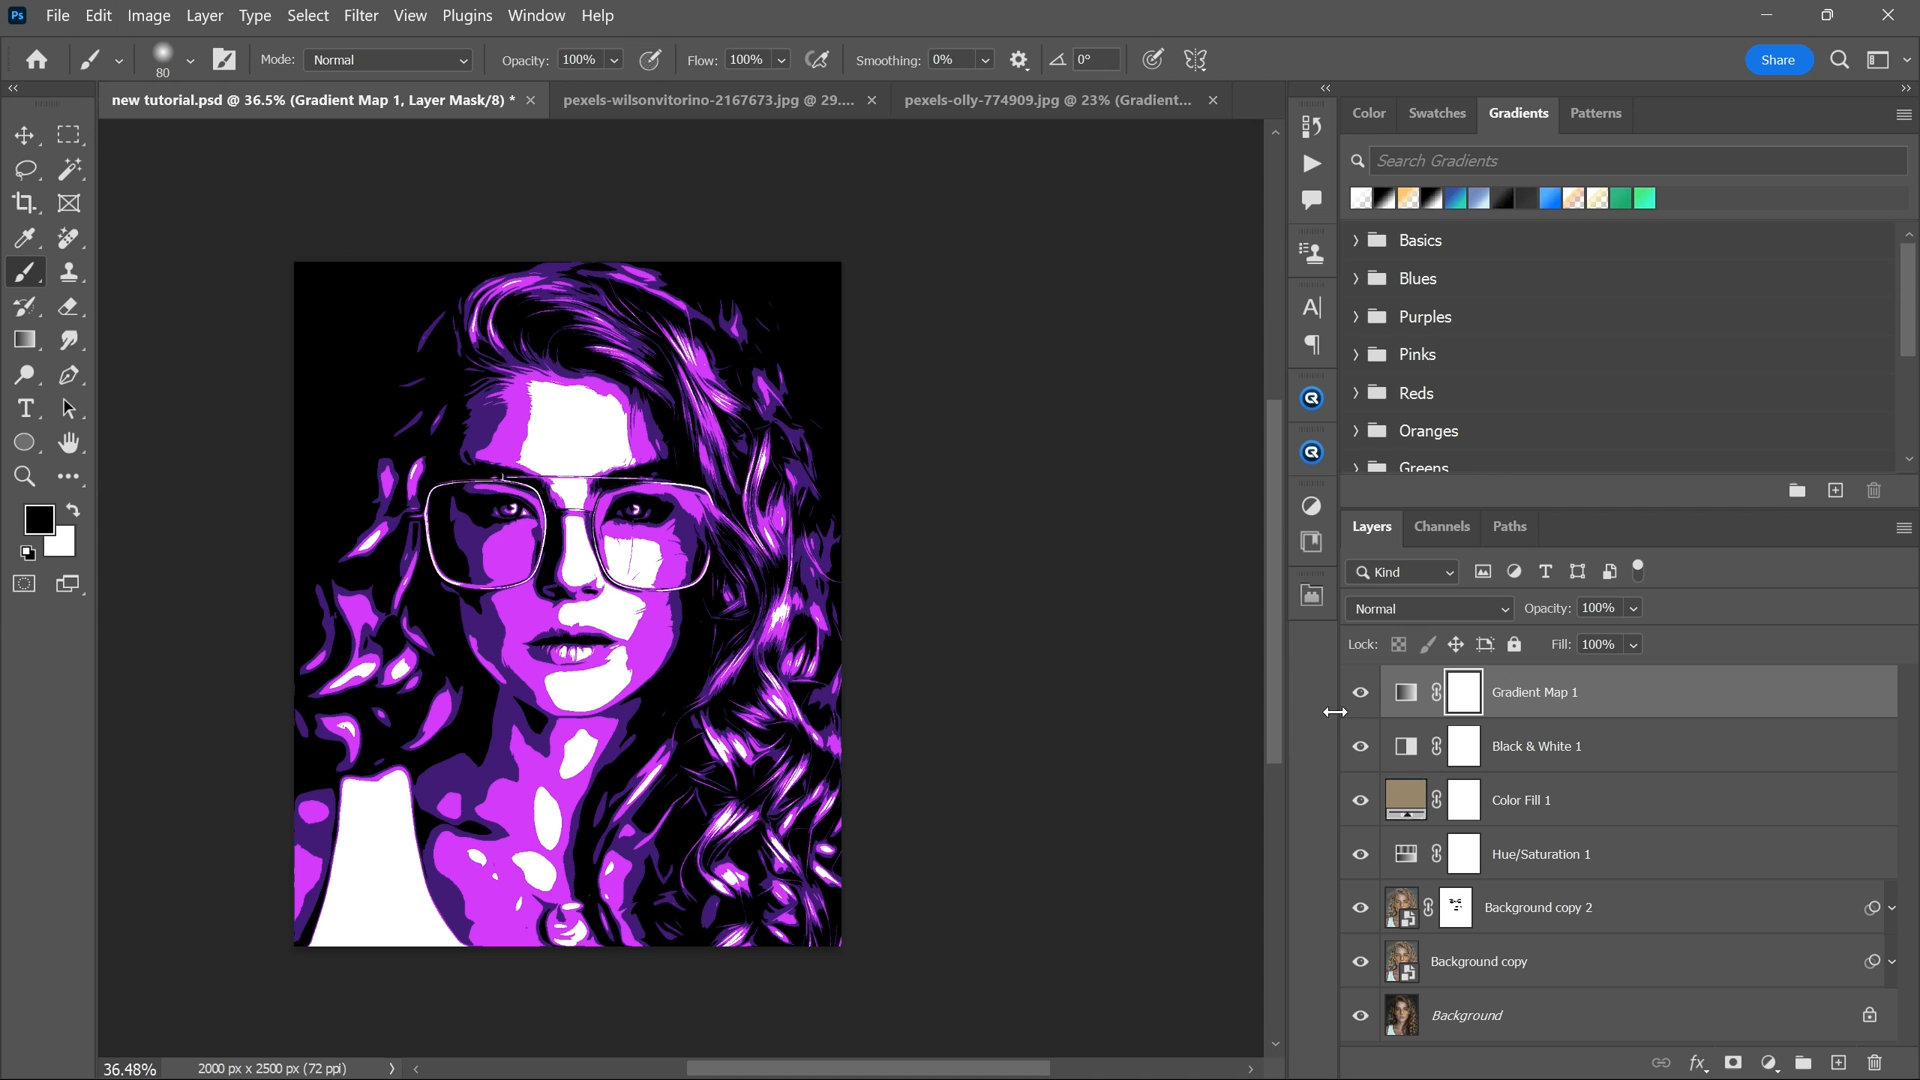 Ps File Edit Image Layer Type Select Filter View Plugins Window Help
80 Mode: Normal Opacity: 100% Flow: 100% Smoothing: 0% 0° Share
new tutorial.psd @ 36.5% (Gradient Map 1, Layer Mask/8) * pexels-wilsonvitorino-2167673.jpg @ 29.... pexels-olly-774909.jpg @ 23% (Gradient...
Color Swatches Gradients Patterns
Search Gradients
Basics
Blues
Purples
Pinks
Reds
Oranges
Greens
Layers Channels Paths
Kind
Normal Opacity: 100%
Lock: Fill: 100%
Gradient Map 1
Black & White 1
Color Fill 1
Hue/Saturation 1
Background copy 2
Background copy
Background
36.48% 2000 px x 2500 px (72 ppi)